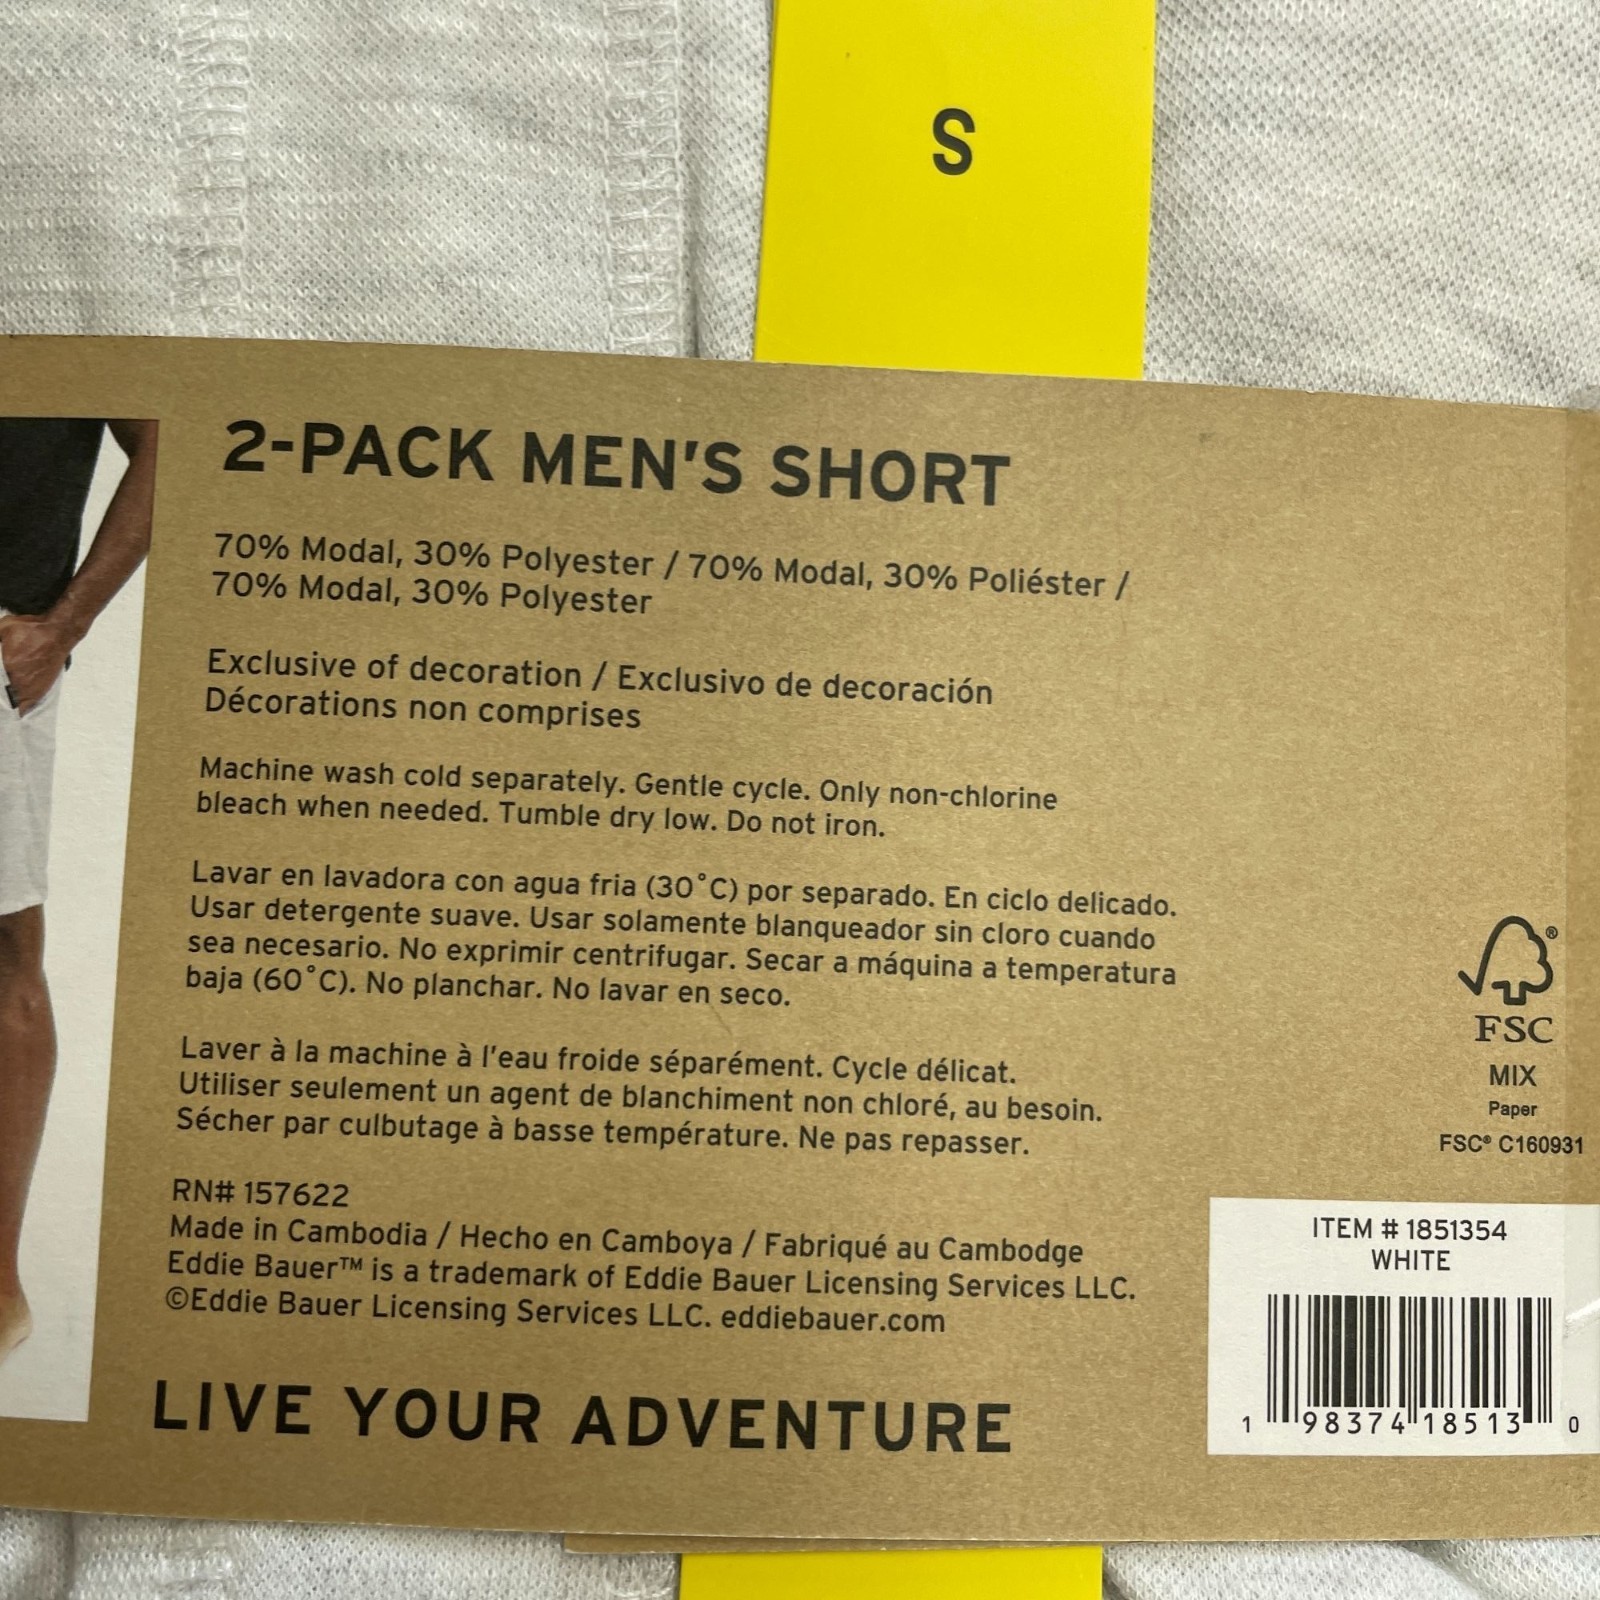 S
2-PACK MEN'S SHORT
70% Modal, 30% Polyester / 70% Modal, 30% Poliéster /
70% Modal, 30% Polyester
Exclusive of decoration / Exclusivo de decoración
Décorations non comprises
Machine wash cold separately. Gentle cycle. Only non-chlorine
bleach when needed. Tumble dry low. Do not iron.
Lavar en lavadora con agua fria (30°C) por separado. En ciclo delicado.
Usar detergente suave. Usar solamente blanqueador sin cloro cuando
sea necesario. No exprimir centrifugar. Secar a máquina a temperatura
baja (60°C). No planchar. No lavar en seco.
Laver à la machine à l'eau froide séparément. Cycle délicat.
Utiliser seulement un agent de blanchiment non chloré, au besoin.
Sécher par culbutage à basse température. Ne pas repasser.
RN# 157622
Made in Cambodia / Hecho en Camboya / Fabriqué au Cambodge
Eddie Bauer™ is a trademark of Eddie Bauer Licensing Services LLC.
©Eddie Bauer Licensing Services LLC. eddiebauer.com
LIVE YOUR ADVENTURE
®
FSC
MIX
Paper
FSC® C160931
ITEM # 1851354
WHITE
1 98374 18513 0